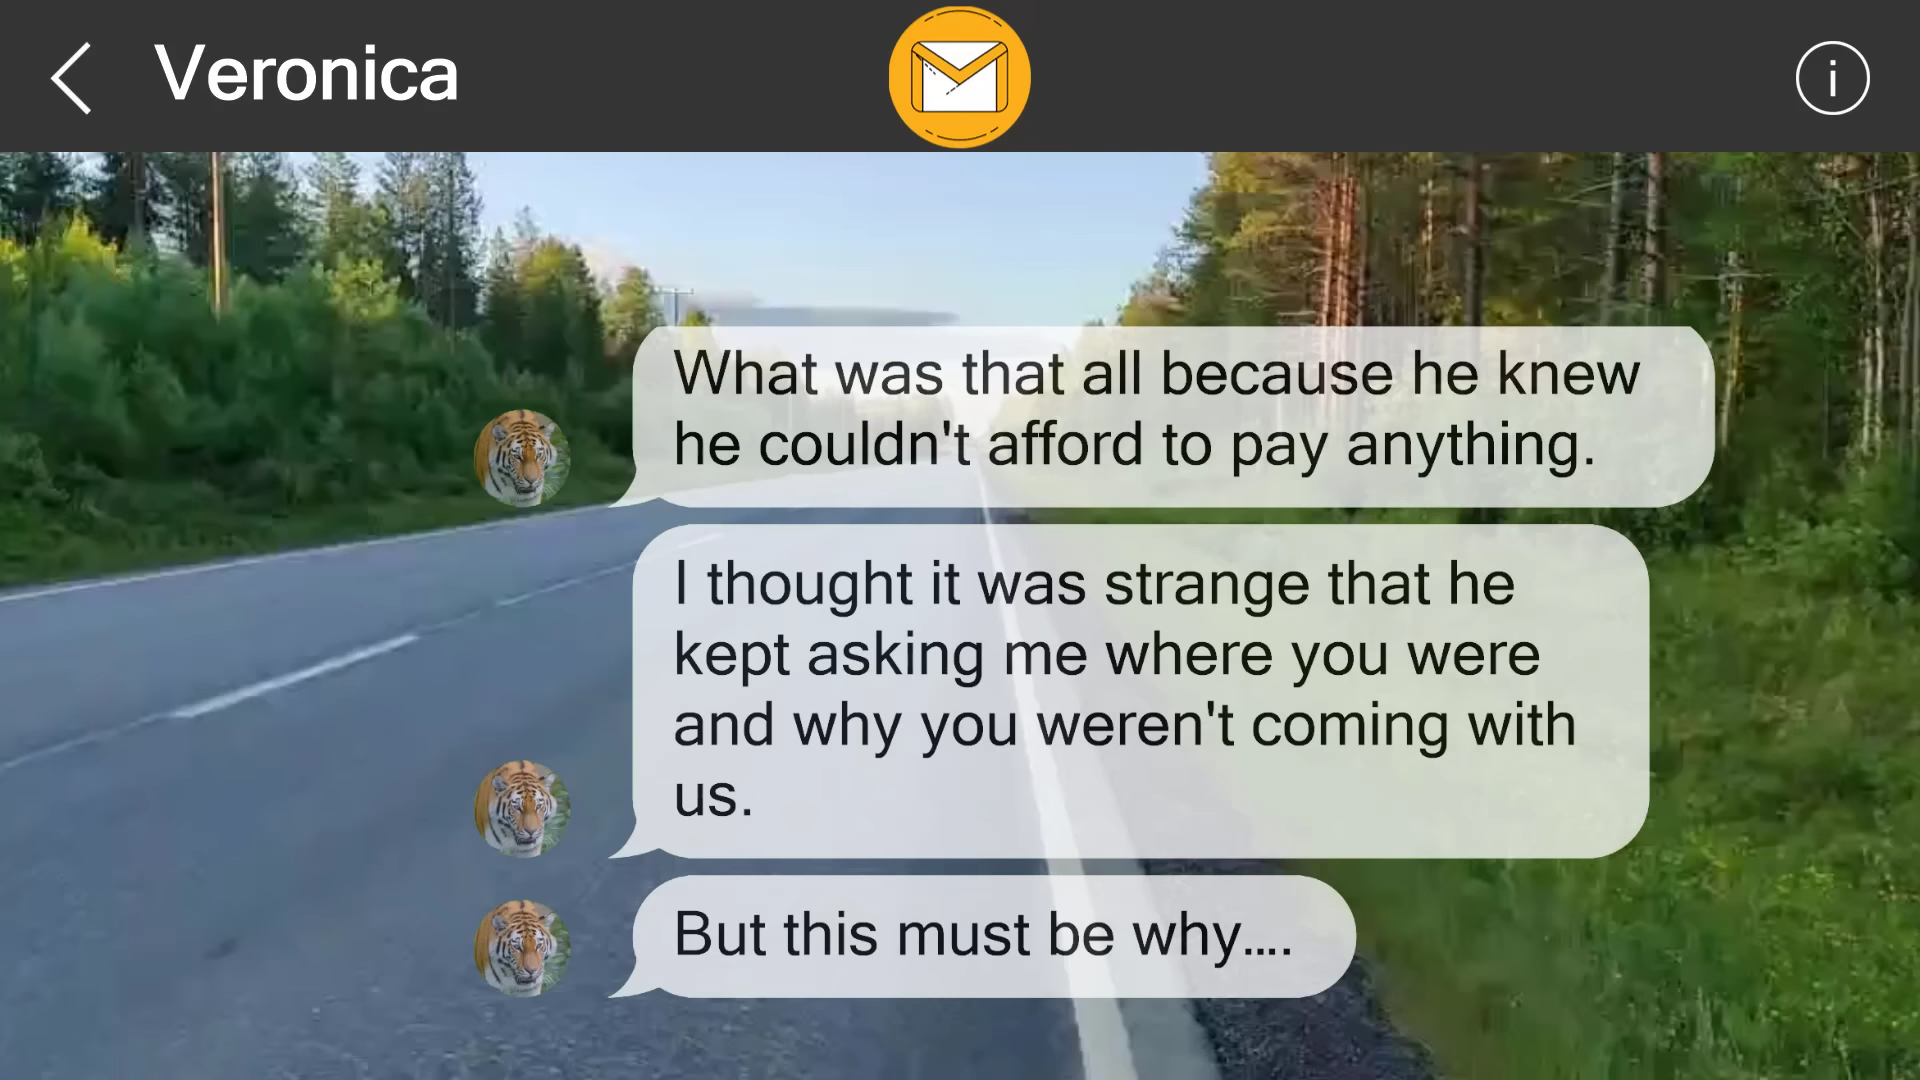 Veronica
What was that all because he knew
he couldn't afford to pay anything.
I thought it was strange that he
kept asking me where you were
and why you weren't coming with
us.
But this must be why....